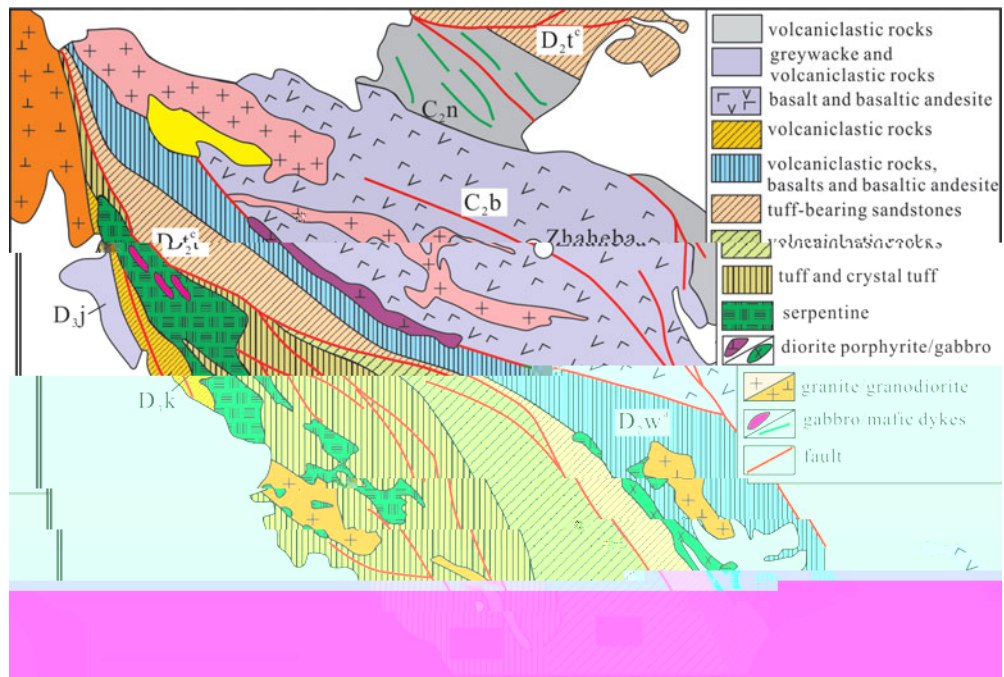 volcaniclastic rocks
greywacke and
volcaniclastic rocks
basalt and basaltic andesite
volcaniclastic rocks
volcaniclastic rocks,
basalts and basaltic andesite
tuff-bearing sandstones
tuff and crystal tuff
serpentine
diorite porphyrite/gabbro
granite/granodiorite
gabbro/mafic dykes
fault
D₂tᶜ
C₂n
C₂b
Zhaheba
D₃j